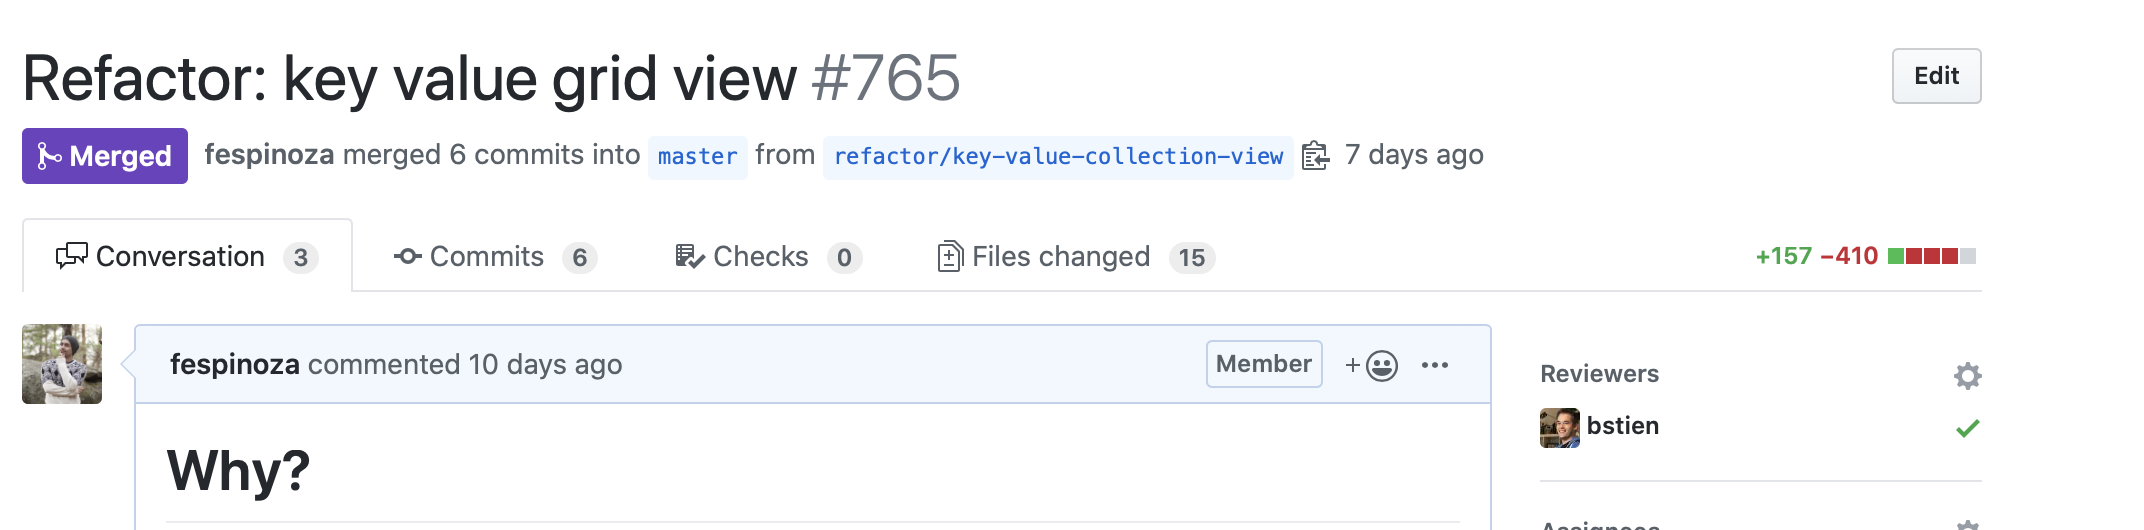 Refactor: key value grid view #765
Edit
Merged fespinoza merged 6 commits into master from refactor/key-value-collection-view 7 days ago
Conversation 3 Commits 6 Checks 0 Files changed 15 +157 −410
fespinoza commented 10 days ago Member
Reviewers
bstien
Why?
Assignees